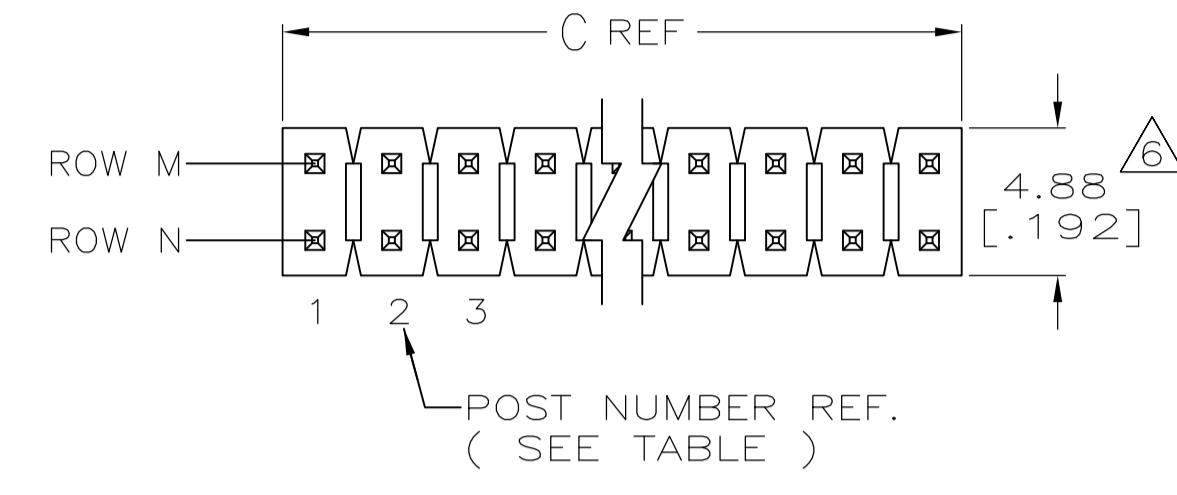 C REF
ROW M
6
4.88
[.192]
ROW N
1 2 3
POST NUMBER REF.
( SEE TABLE )